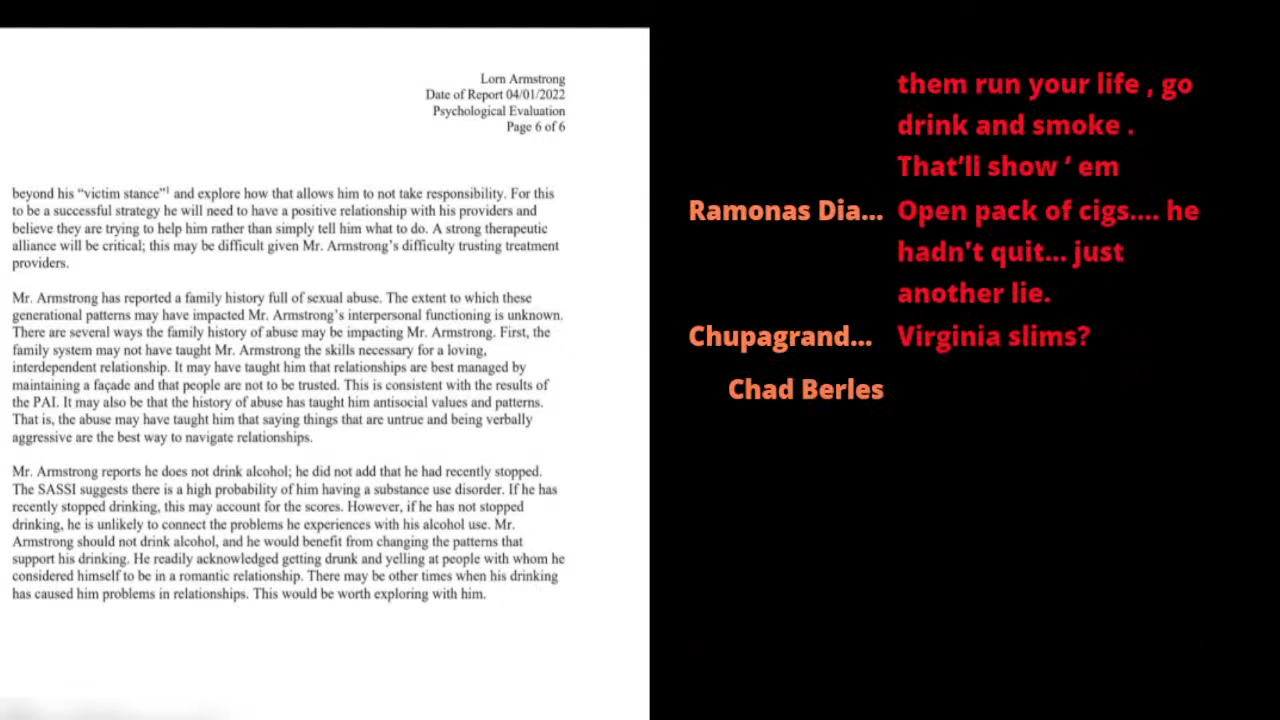 Lorn Armstrong
Date of Report 04/01/2022
Psychological Evaluation
Page 6 of 6
beyond his “victim stance”¹ and explore how that allows him to not take responsibility. For this
to be a successful strategy he will need to have a positive relationship with his providers and
believe they are trying to help him rather than simply tell him what to do. A strong therapeutic
alliance will be critical; this may be difficult given Mr. Armstrong’s difficulty trusting treatment
providers.
Mr. Armstrong has reported a family history full of sexual abuse. The extent to which these
generational patterns may have impacted Mr. Armstrong’s interpersonal functioning is unknown.
There are several ways the family history of abuse may be impacting Mr. Armstrong. First, the
family system may not have taught Mr. Armstrong the skills necessary for a loving,
interdependent relationship. It may have taught him that relationships are best managed by
maintaining a façade and that people are not to be trusted. This is consistent with the results of
the PAI. It may also be that the history of abuse has taught him antisocial values and patterns.
That is, the abuse may have taught him that saying things that are untrue and being verbally
aggressive are the best way to navigate relationships.
Mr. Armstrong reports he does not drink alcohol; he did not add that he had recently stopped.
The SASSI suggests there is a high probability of him having a substance use disorder. If he has
recently stopped drinking, this may account for the scores. However, if he has not stopped
drinking, he is unlikely to connect the problems he experiences with his alcohol use. Mr.
Armstrong should not drink alcohol, and he would benefit from changing the patterns that
support his drinking. He readily acknowledged getting drunk and yelling at people with whom he
considered himself to be in a romantic relationship. There may be other times when his drinking
has caused him problems in relationships. This would be worth exploring with him.
them run your life , go
drink and smoke .
That’ll show ‘ em
Ramonas Dia... Open pack of cigs.... he
hadn't quit... just
another lie.
Chupagrand... Virginia slims?
Chad Berles